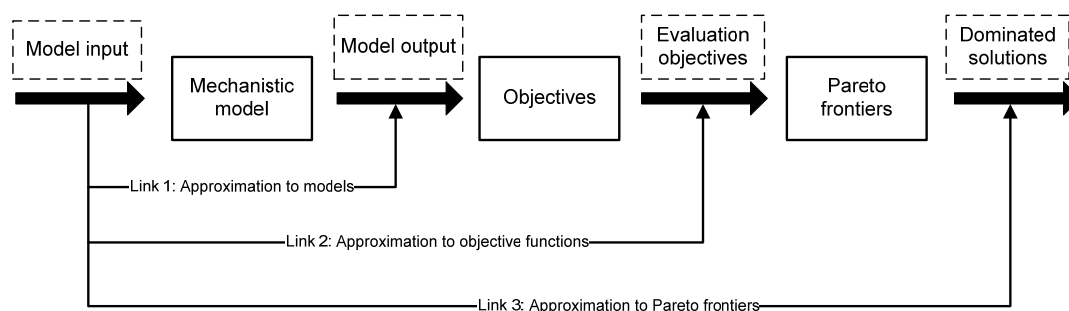 Model input
Mechanistic
model
Model output
Objectives
Evaluation
objectives
Pareto
frontiers
Dominated
solutions
Link 1: Approximation to models
Link 2: Approximation to objective functions
Link 3: Approximation to Pareto frontiers